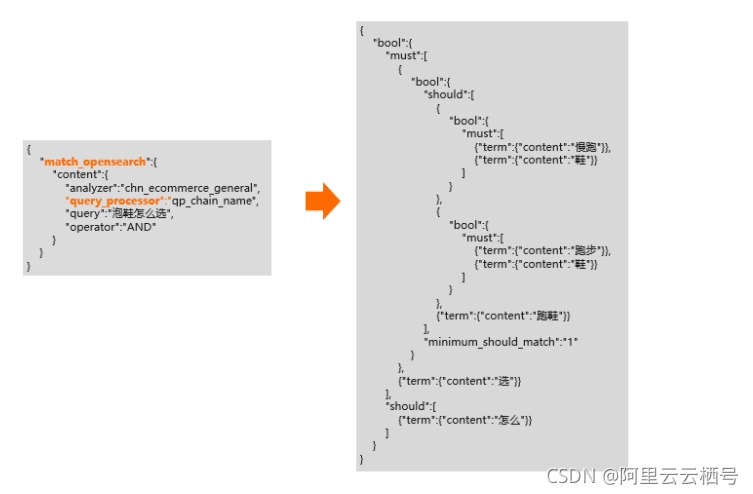 {
"match_opensearch":{
"content":{
"analyzer":"chn_ecommerce_general",
"query_processor":"qp_chain_name",
"query":"泡鞋怎么选",
"operator":"AND"
}
}
}
{
"bool":{
"must":[
{
"bool":{
"should":[
{
"bool":{
"must":[
{"term":{"content":"慢跑"}},
{"term":{"content":"鞋"}}
]
}
},
{
"bool":{
"must":[
{"term":{"content":"跑步"}},
{"term":{"content":"鞋"}}
]
}
},
{"term":{"content":"跑鞋"}}
],
"minimum_should_match":"1"
}
},
{"term":{"content":"选"}}
],
"should":[
{"term":{"content":"怎么"}}
]
}
}
CSDN @阿里云云栖号